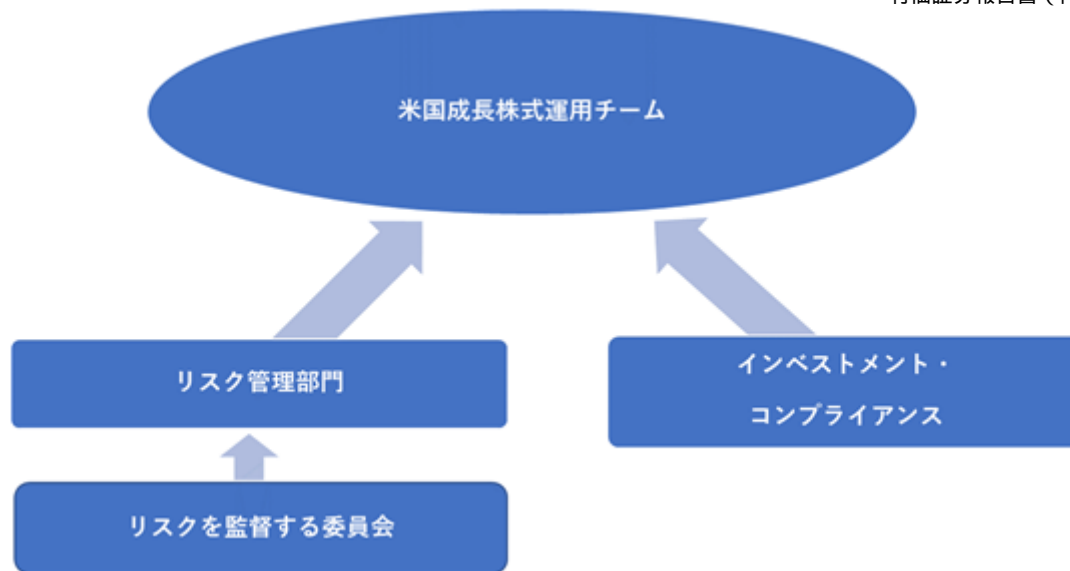 米国成長株式運用チーム
リスク管理部門
インベストメント・
コンプライアンス
リスクを監督する委員会